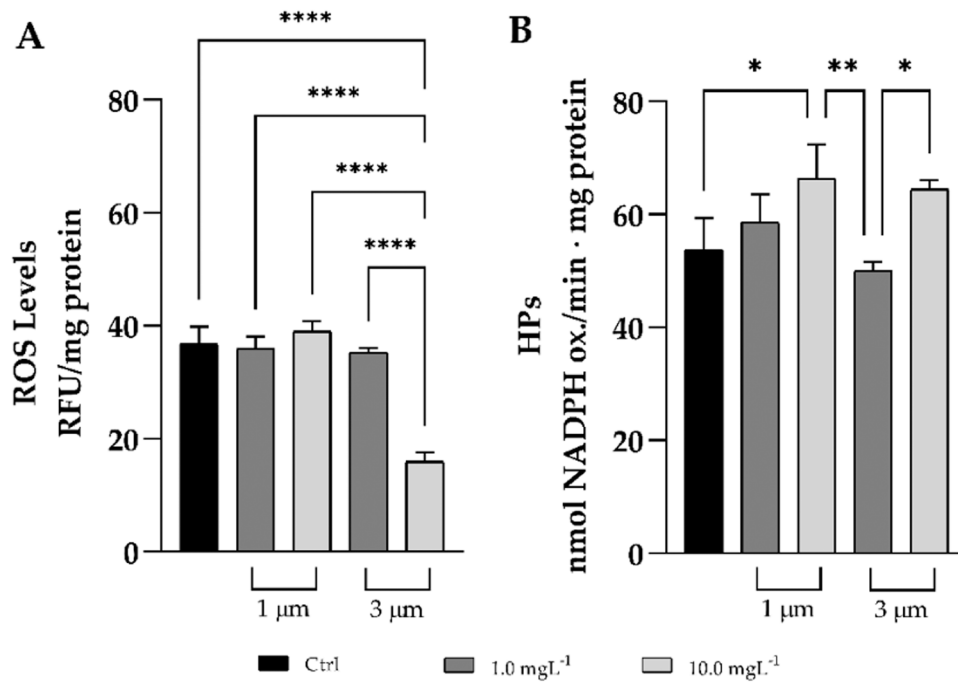 A
ROS Levels
RFU/mg protein
80
60
40
20
0
****
****
****
****
1 μm
3 μm
B
HPs
nmol NADPH ox./min · mg protein
80
60
40
20
0
*
**
*
1 μm
3 μm
Ctrl
1.0 mgL⁻¹
10.0 mgL⁻¹